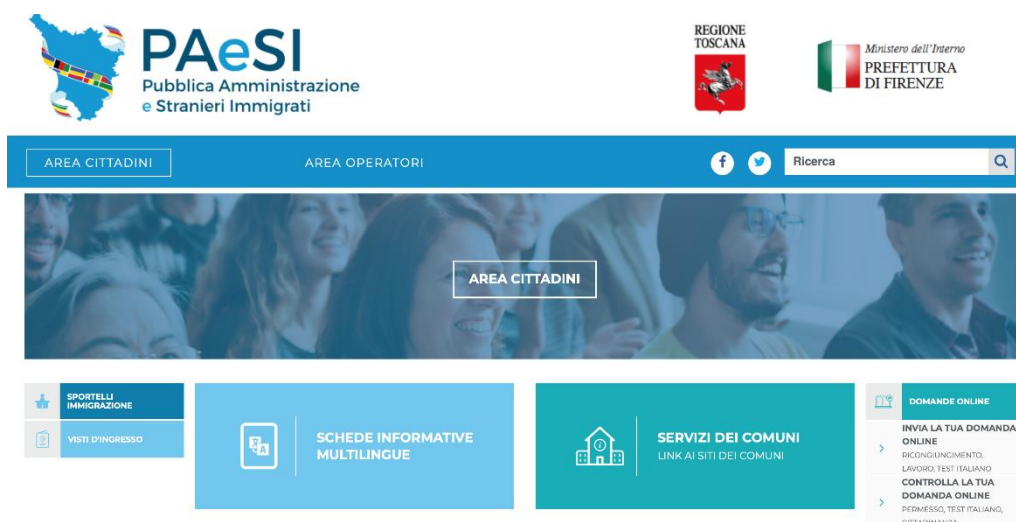 PAeSI
Pubblica Amministrazione
e Stranieri Immigrati
REGIONE
TOSCANA
Ministero dell'Interno
PREFETTURA
DI FIRENZE
AREA CITTADINI
AREA OPERATORI
Ricerca
AREA CITTADINI
SPORTELLI
IMMIGRAZIONE
VISTI D'INGRESSO
SCHEDE INFORMATIVE
MULTILINGUE
SERVIZI DEI COMUNI
LINK AI SITI DEI COMUNI
DOMANDE ONLINE
INVIA LA TUA DOMANDA
ONLINE
RICONGIUNGIMENTO,
LAVORO, TEST ITALIANO
CONTROLLA LA TUA
DOMANDA ONLINE
PERMESSO, TEST ITALIANO,